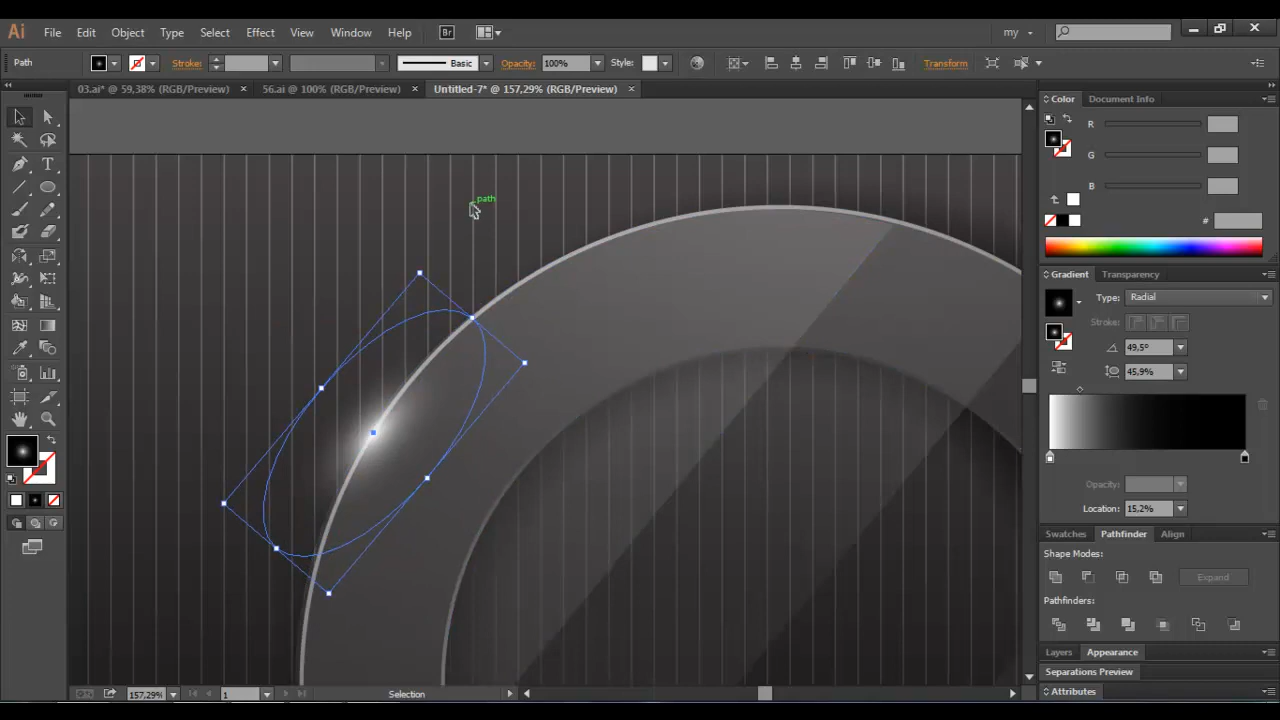 Ai File Edit Object Type Select Effect View Window Help Br my
Path Stroke: Basic Opacity: 100% Style: Transform
03.ai* @ 59,38% (RGB/Preview) × 56.ai @ 100% (RGB/Preview) × Untitled-7* @ 157,29% (RGB/Preview) ×
Color Document Info
R
G
B
#
path
Gradient Transparency
Type: Radial
Stroke:
49,5°
45,9%
Opacity:
Location: 15,2%
Swatches Pathfinder Align
Shape Modes:
Expand
Pathfinders:
Layers Appearance
Separations Preview
Attributes
157,29% 1 Selection